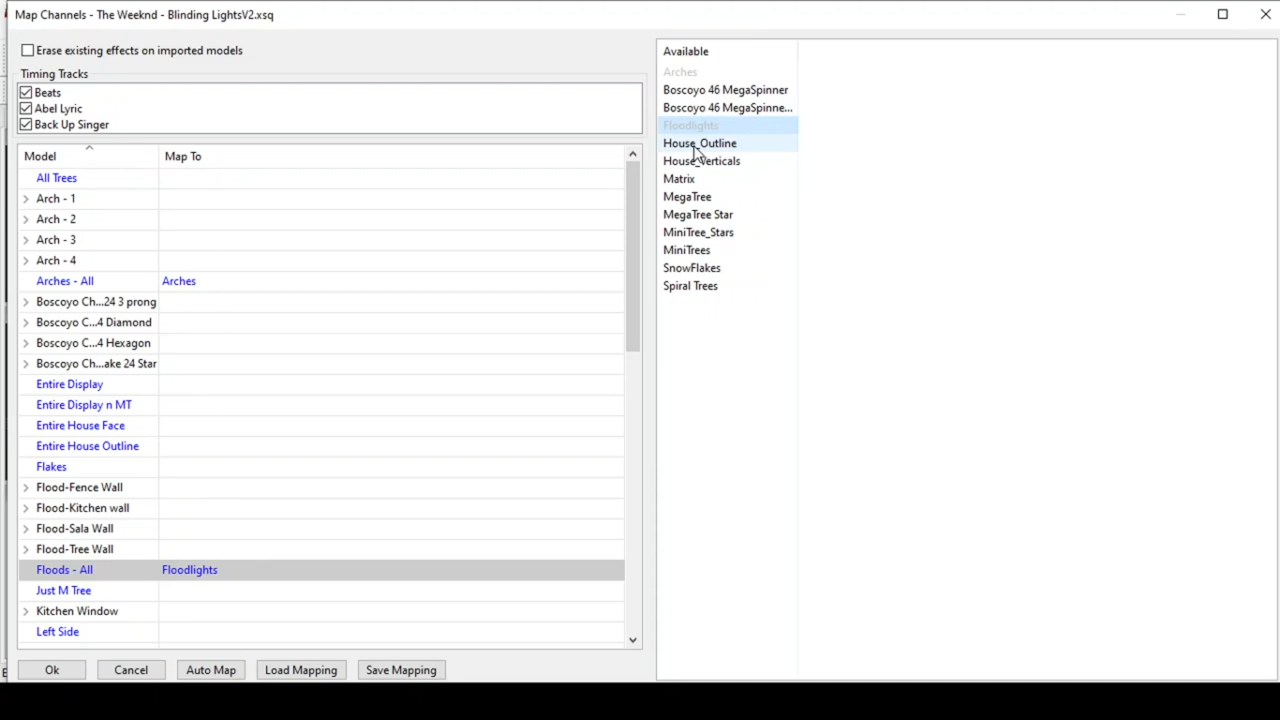 Map Channels - The Weeknd - Blinding LightsV2.xsq
Erase existing effects on imported models
Timing Tracks
Beats
Abel Lyric
Back Up Singer
Model Map To
All Trees
Arch - 1
Arch - 2
Arch - 3
Arch - 4
Arches - All Arches
Boscoyo Ch...24 3 prong
Boscoyo C...4 Diamond
Boscoyo C...4 Hexagon
Boscoyo Ch...ake 24 Star
Entire Display
Entire Display n MT
Entire House Face
Entire House Outline
Flakes
Flood-Fence Wall
Flood-Kitchen wall
Flood-Sala Wall
Flood-Tree Wall
Floods - All Floodlights
Just M Tree
Kitchen Window
Left Side
Ok Cancel Auto Map Load Mapping Save Mapping
Available
Arches
Boscoyo 46 MegaSpinner
Boscoyo 46 MegaSpinne...
Floodlights
House_Outline
House_Verticals
Matrix
MegaTree
MegaTree Star
MiniTree_Stars
MiniTrees
SnowFlakes
Spiral Trees